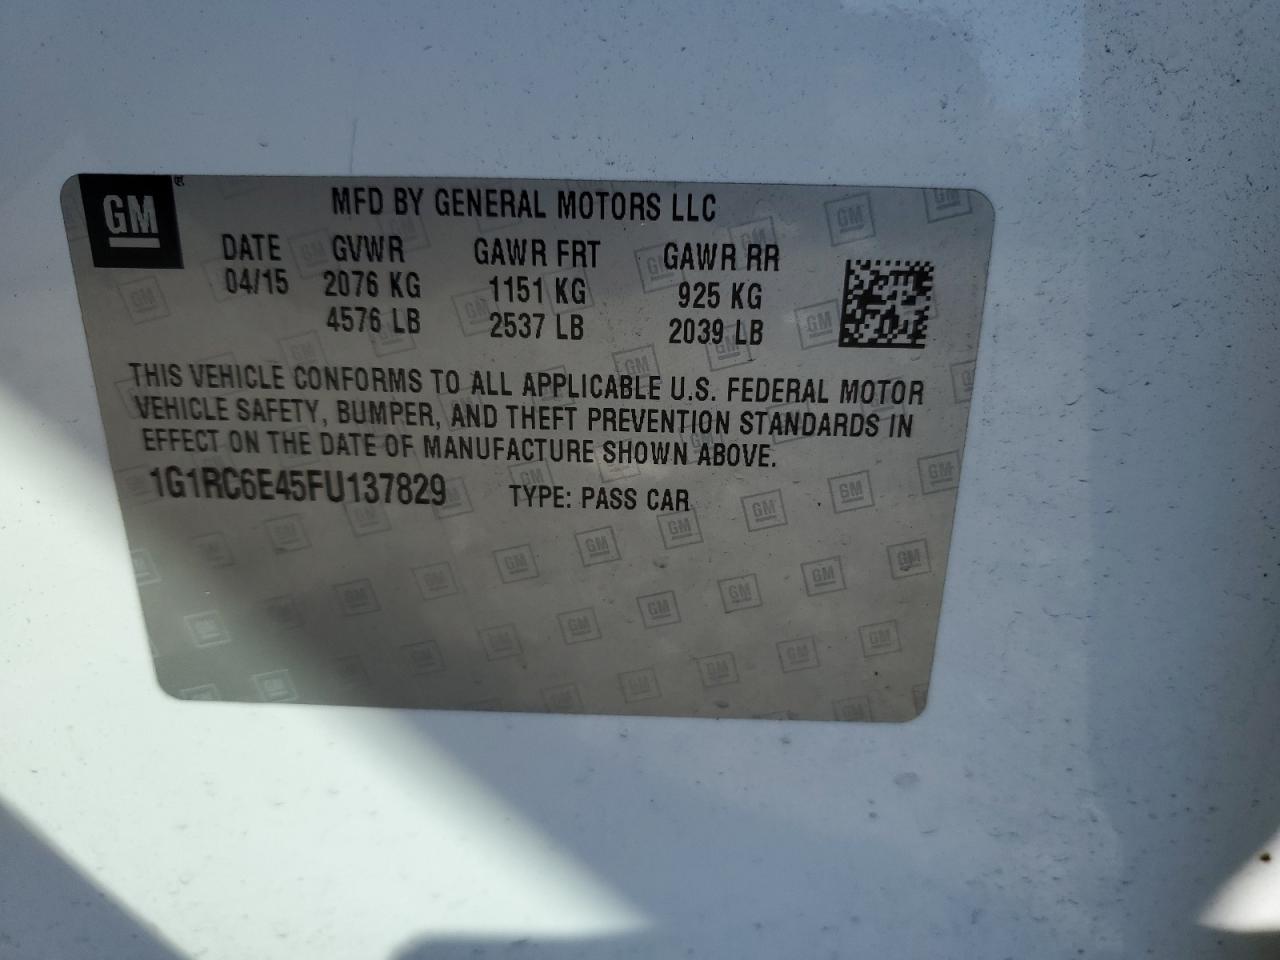 GM
MFD BY GENERAL MOTORS LLC
DATE GVWR GAWR FRT GAWR RR
04/15 2076 KG 1151 KG 925 KG
4576 LB 2537 LB 2039 LB
THIS VEHICLE CONFORMS TO ALL APPLICABLE U.S. FEDERAL MOTOR
VEHICLE SAFETY, BUMPER, AND THEFT PREVENTION STANDARDS IN
EFFECT ON THE DATE OF MANUFACTURE SHOWN ABOVE.
1G1RC6E45FU137829 TYPE: PASS CAR